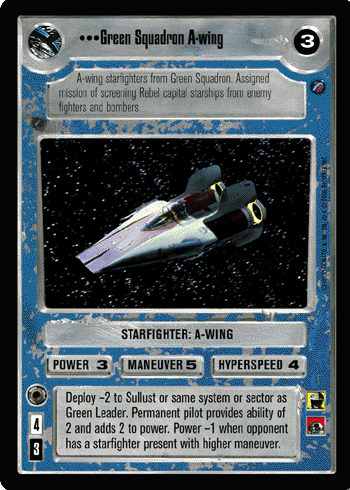 •••Green Squadron A-wing
3
A-wing starfighters from Green Squadron. Assigned
mission of screening Rebel capital starships from enemy
fighters and bombers.
STARFIGHTER: A-WING
POWER 3 MANEUVER 5 HYPERSPEED 4
Deploy -2 to Sullust or same system or sector as
Green Leader. Permanent pilot provides ability of
2 and adds 2 to power. Power -1 when opponent
has a starfighter present with higher maneuver.
4
3